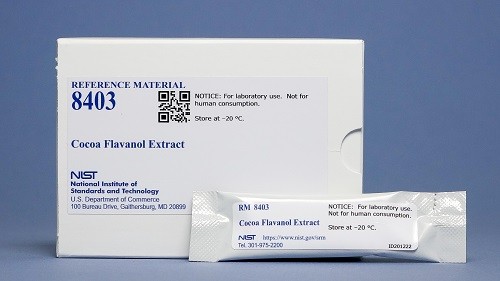 REFERENCE MATERIAL
8403
NOTICE: For laboratory use. Not for
human consumption.
Store at –20 °C.
Cocoa Flavanol Extract
NIST
National Institute of
Standards and Technology
U.S. Department of Commerce
100 Bureau Drive, Gaithersburg, MD 20899
RM 8403
NOTICE: For laboratory use.
Not for human consumption.
Cocoa Flavanol Extract
Store at –20 °C.
NIST https://www.nist.gov/srm
Tel. 301-975-2200
ID201222